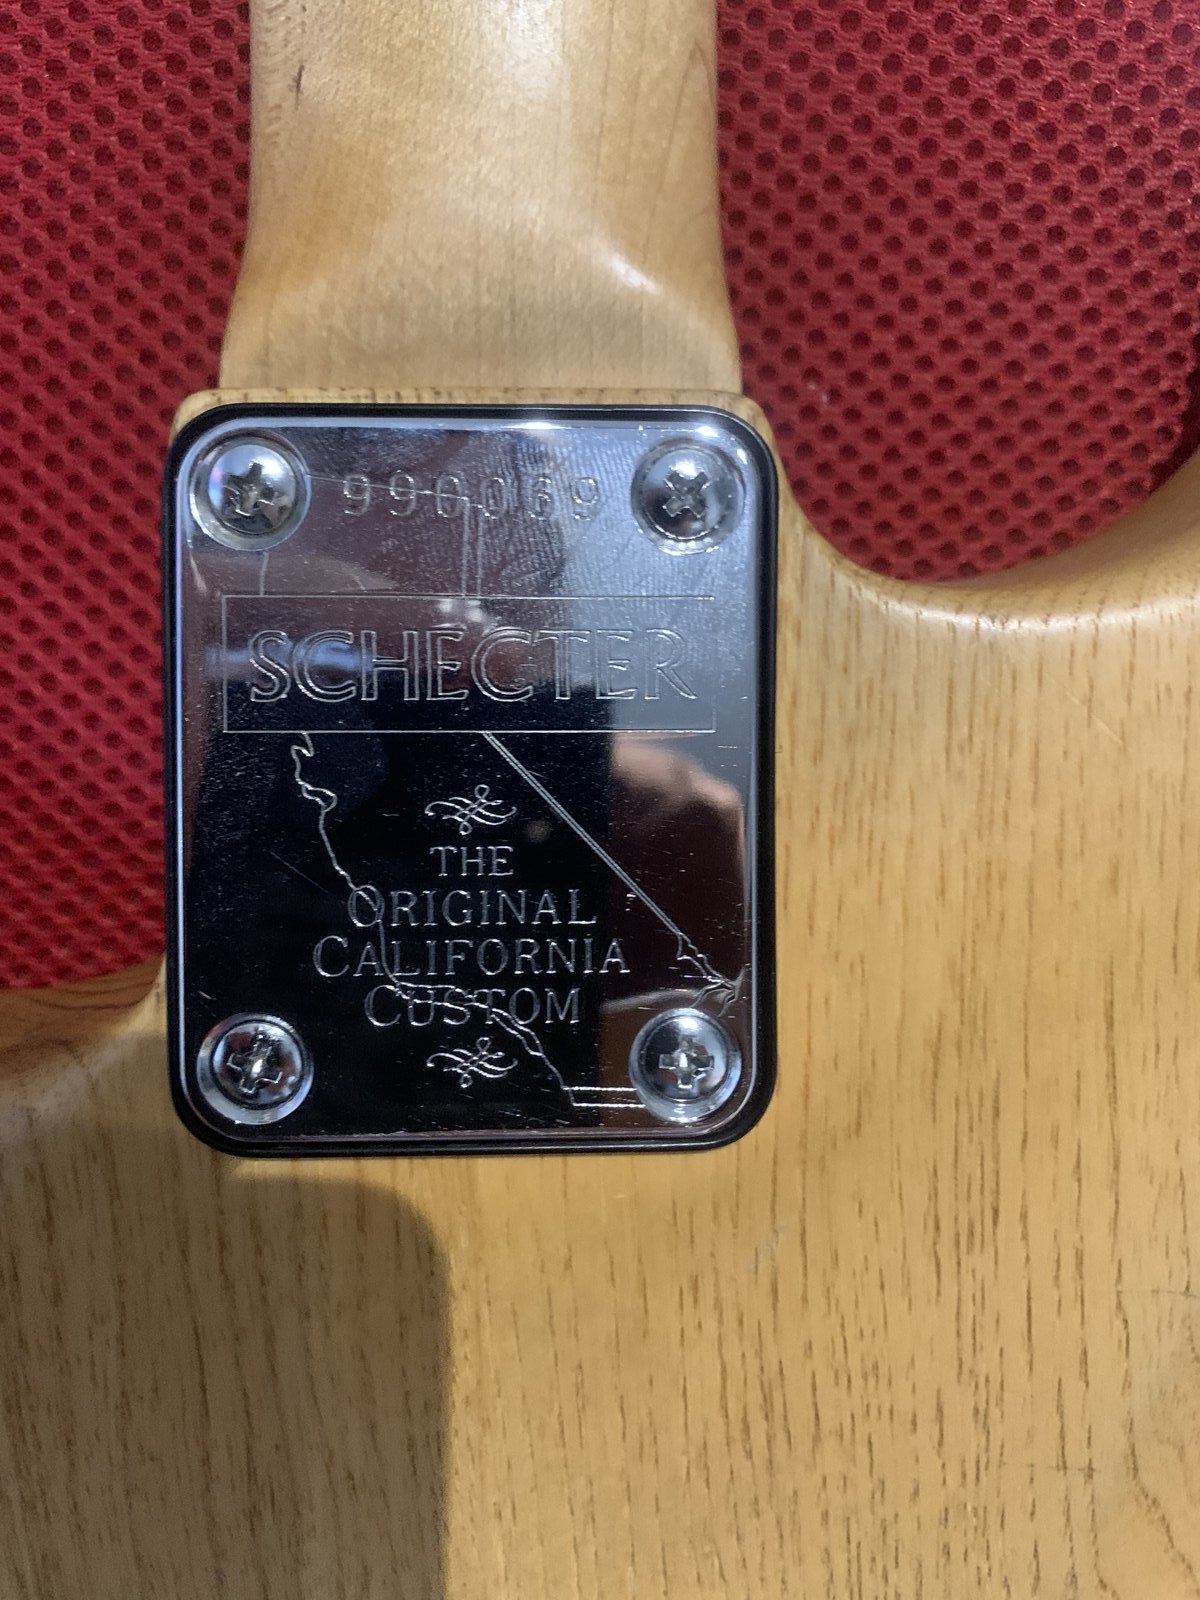 990069
SCHECTER
THE
ORIGINAL
CALIFORNIA
CUSTOM